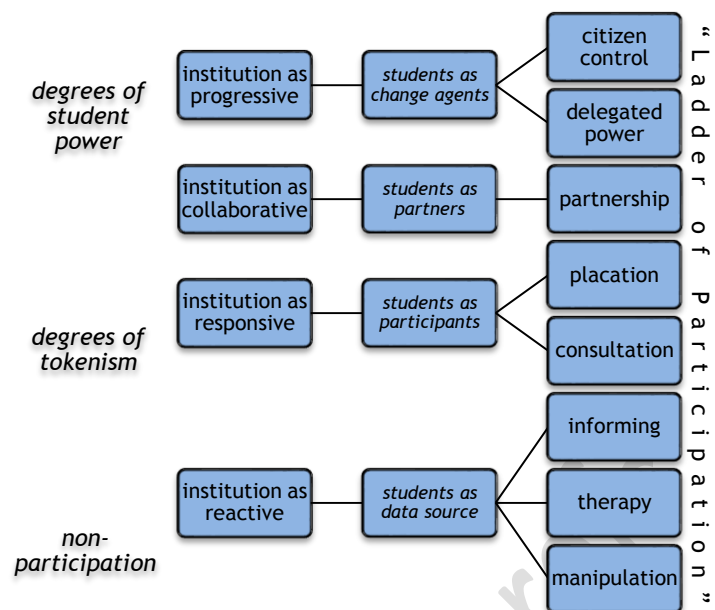 degrees of
student
power
institution as
progressive
students as
change agents
citizen
control
delegated
power
institution as
collaborative
students as
partners
partnership
degrees of
tokenism
institution as
responsive
students as
participants
placation
consultation
non-
participation
institution as
reactive
students as
data source
informing
therapy
manipulation
“Ladder of Participation”